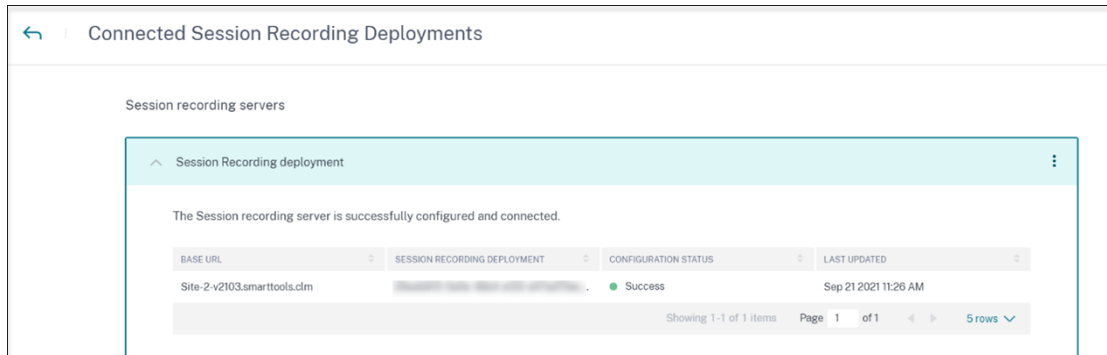 Connected Session Recording Deployments
Session recording servers
Session Recording deployment
The Session recording server is successfully configured and connected.
BASE URL SESSION RECORDING DEPLOYMENT CONFIGURATION STATUS LAST UPDATED
Site-2-v2103.smarttools.clm . Success Sep 21 2021 11:26 AM
Showing 1-1 of 1 items Page 1 of 1 5 rows